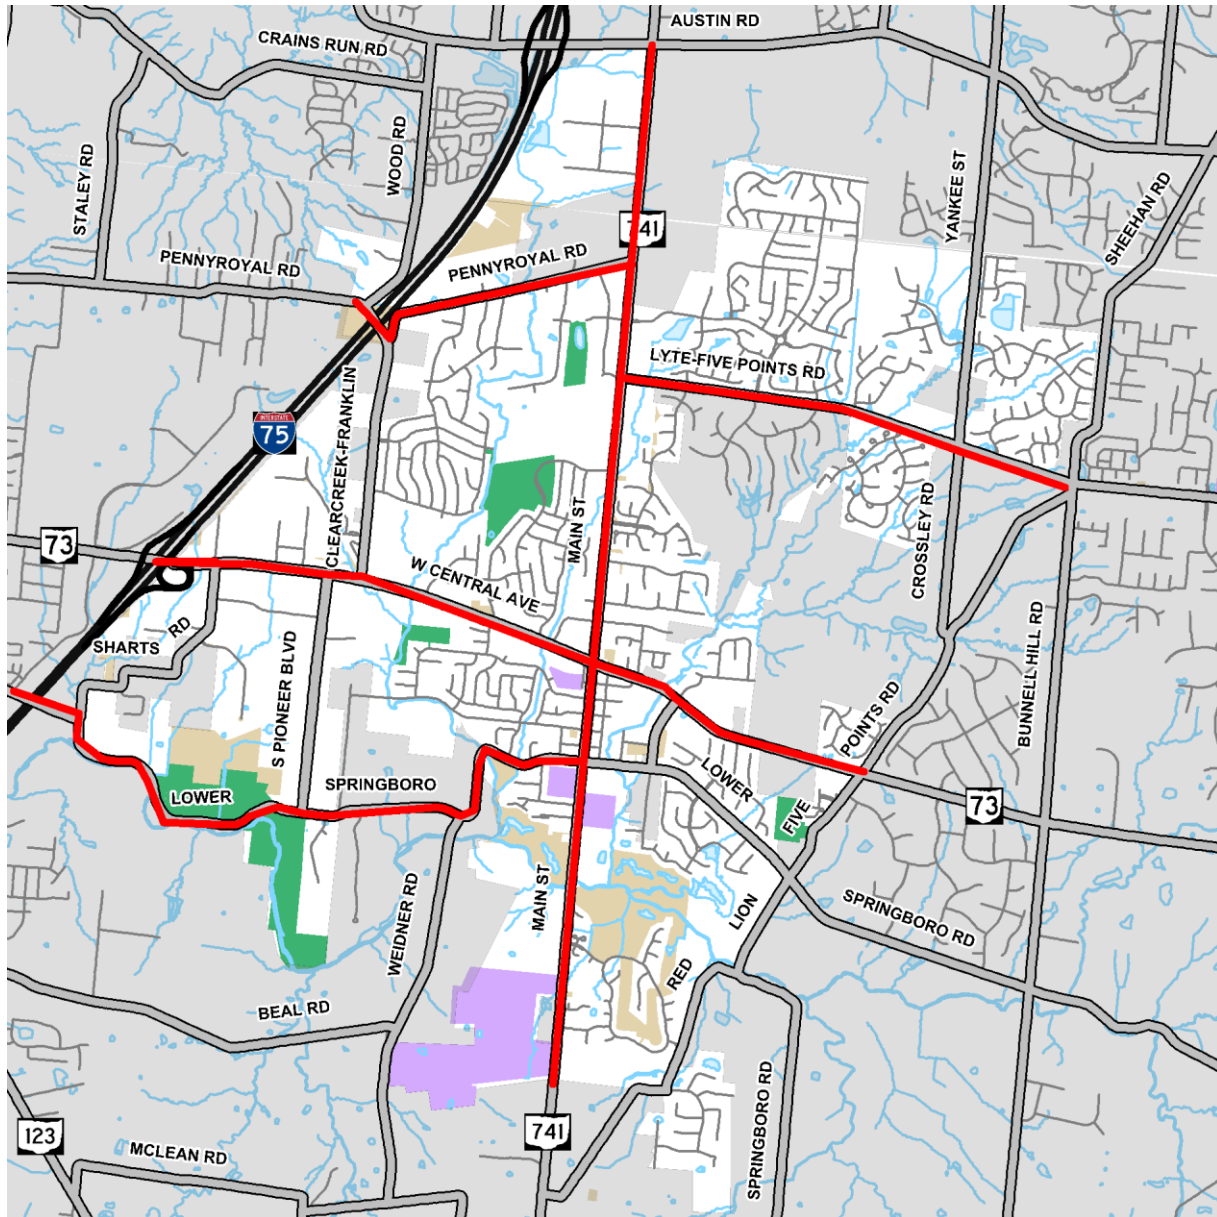 AUSTIN RD
CRAINS RUN RD
WOOD RD
STALEY RD
YANKEE ST
SHEEHAN RD
741
PENNYROYAL RD
PENNYROYAL RD
LYTE-FIVE POINTS RD
INTERSTATE
75
CLEARCREEK-FRANKLIN
MAIN ST
CROSSLEY RD
73
W CENTRAL AVE
SHARTS RD
S PIONEER BLVD
BUNNELL HILL RD
POINTS RD
FIVE
LOWER
SPRINGBORO
LOWER
73
MAIN ST
WEIDNER RD
LION
RED
SPRINGBORO RD
BEAL RD
SPRINGBORO RD
123
741
MCLEAN RD